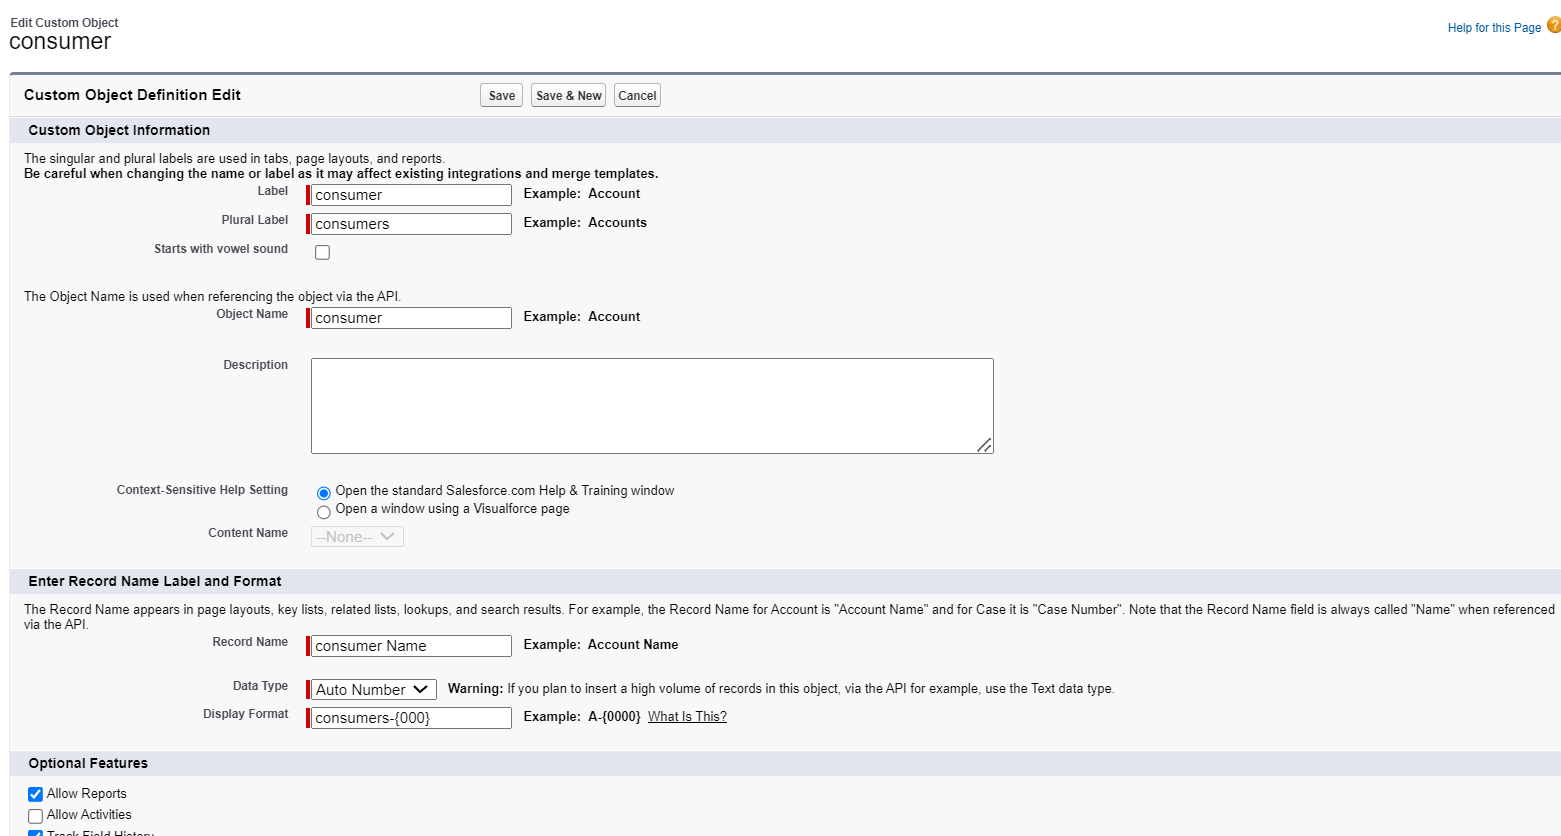 Edit Custom Object
consumer
Help for this Page ?
Custom Object Definition Edit Save Save & New Cancel
Custom Object Information
The singular and plural labels are used in tabs, page layouts, and reports.
Be careful when changing the name or label as it may affect existing integrations and merge templates.
Label consumer Example: Account
Plural Label consumers Example: Accounts
Starts with vowel sound
The Object Name is used when referencing the object via the API.
Object Name consumer Example: Account
Description
Context-Sensitive Help Setting Open the standard Salesforce.com Help & Training window
Open a window using a Visualforce page
Content Name --None--
Enter Record Name Label and Format
The Record Name appears in page layouts, key lists, related lists, lookups, and search results. For example, the Record Name for Account is "Account Name" and for Case it is "Case Number". Note that the Record Name field is always called "Name" when referenced
via the API.
Record Name consumer Name Example: Account Name
Data Type Auto Number Warning: If you plan to insert a high volume of records in this object, via the API for example, use the Text data type.
Display Format consumers-{000} Example: A-{0000} What Is This?
Optional Features
Allow Reports
Allow Activities
Track Field History